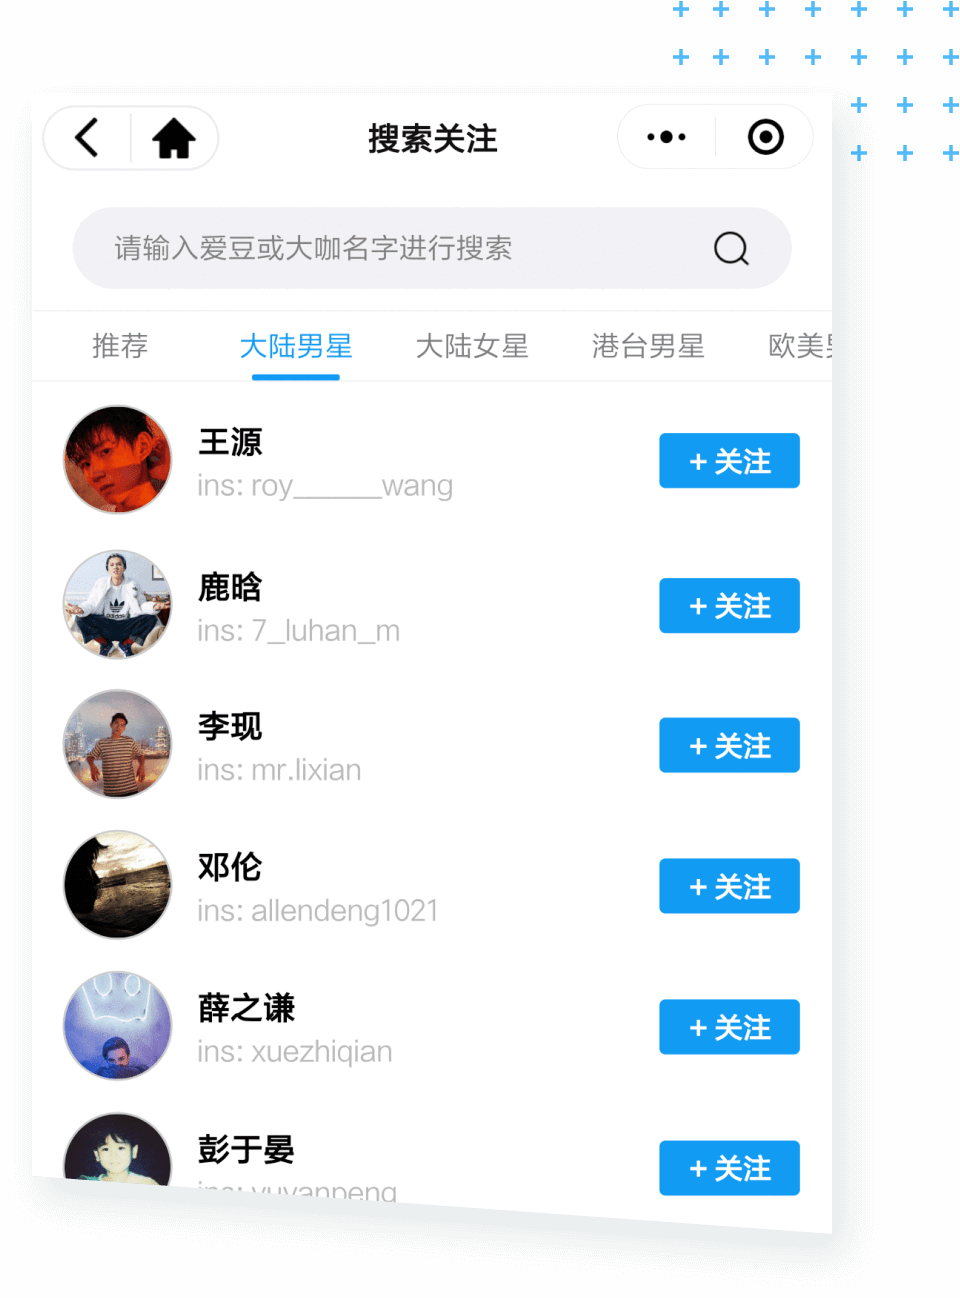 搜索关注
请输入爱豆或大咖名字进行搜索
推荐 大陆男星 大陆女星 港台男星 欧美男
王源
ins: roy______wang
+ 关注
鹿晗
ins: 7_luhan_m
+ 关注
李现
ins: mr.lixian
+ 关注
邓伦
ins: allendeng1021
+ 关注
薛之谦
ins: xuezhiqian
+ 关注
彭于晏
ins: yuyanpeng
+ 关注